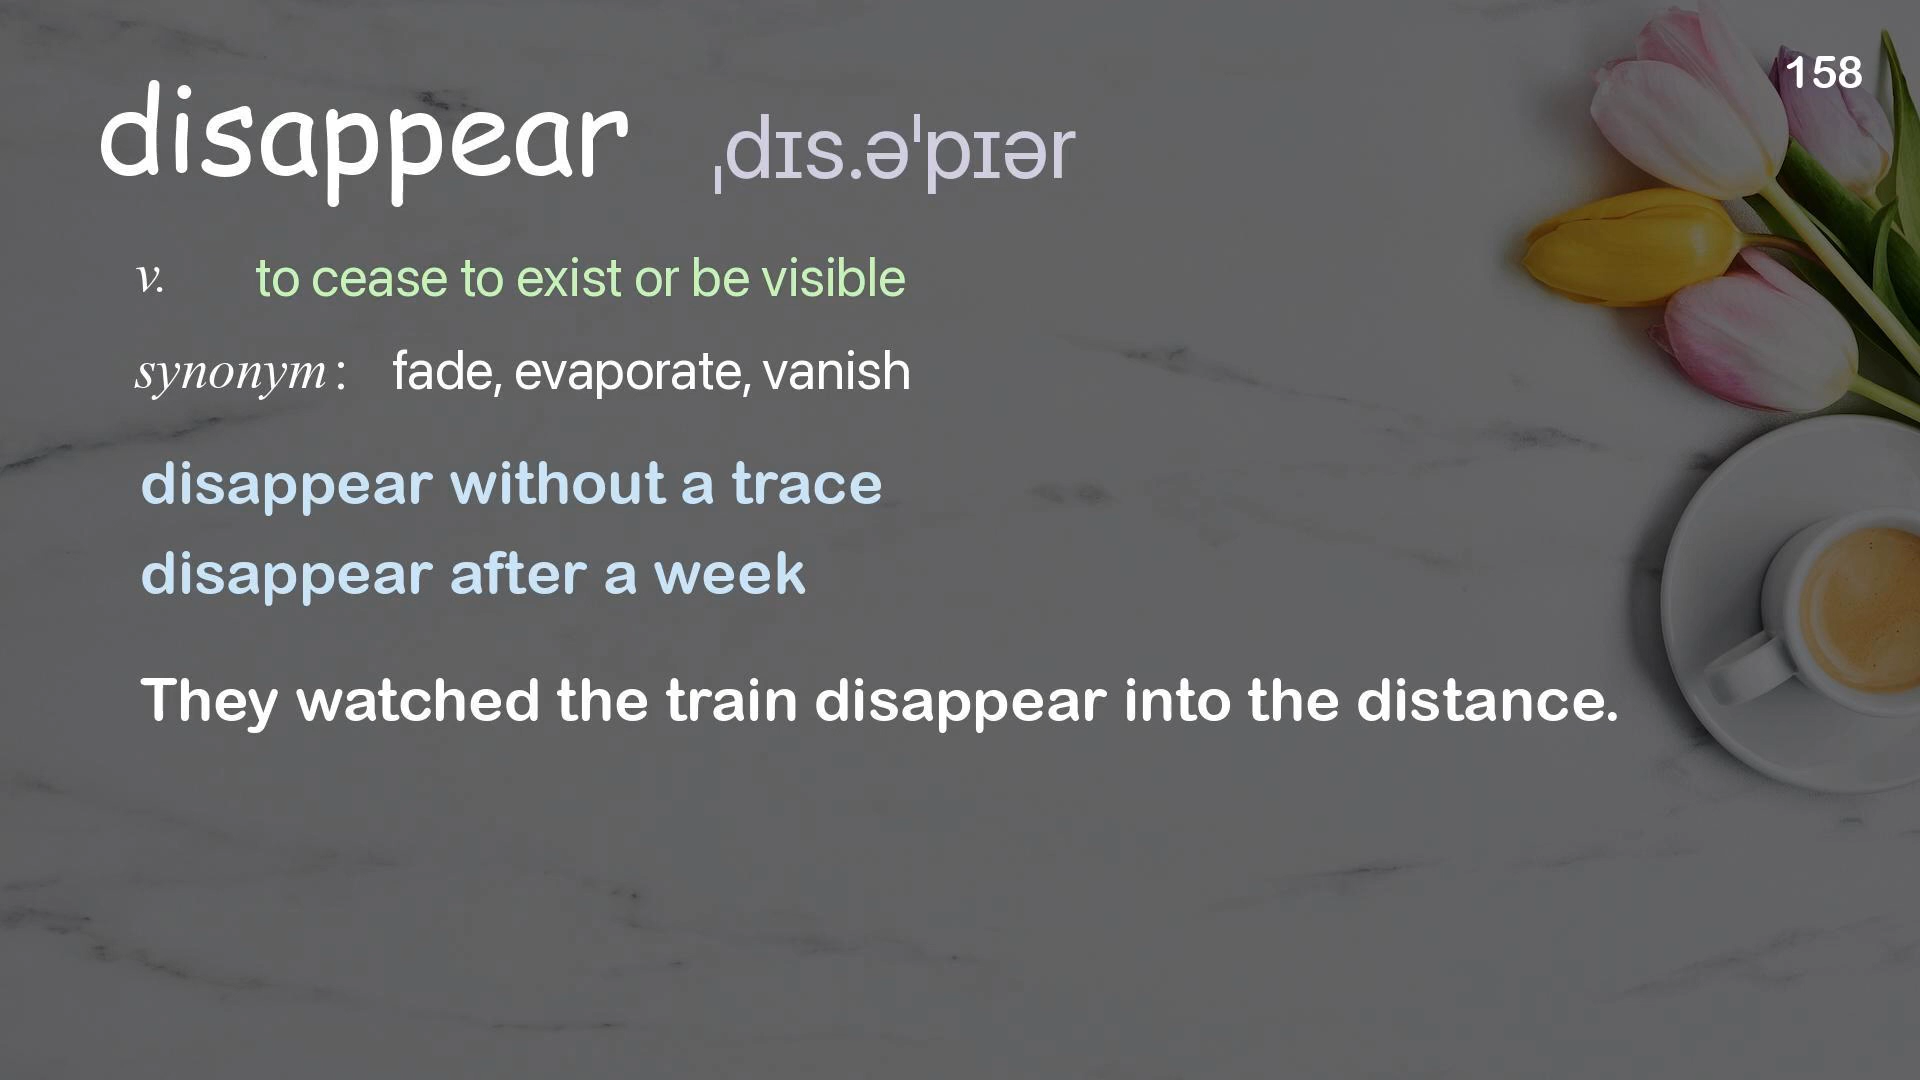 158
disappear ˌdɪs.əˈpɪər
v. to cease to exist or be visible
synonym: fade, evaporate, vanish
disappear without a trace
disappear after a week
They watched the train disappear into the distance.